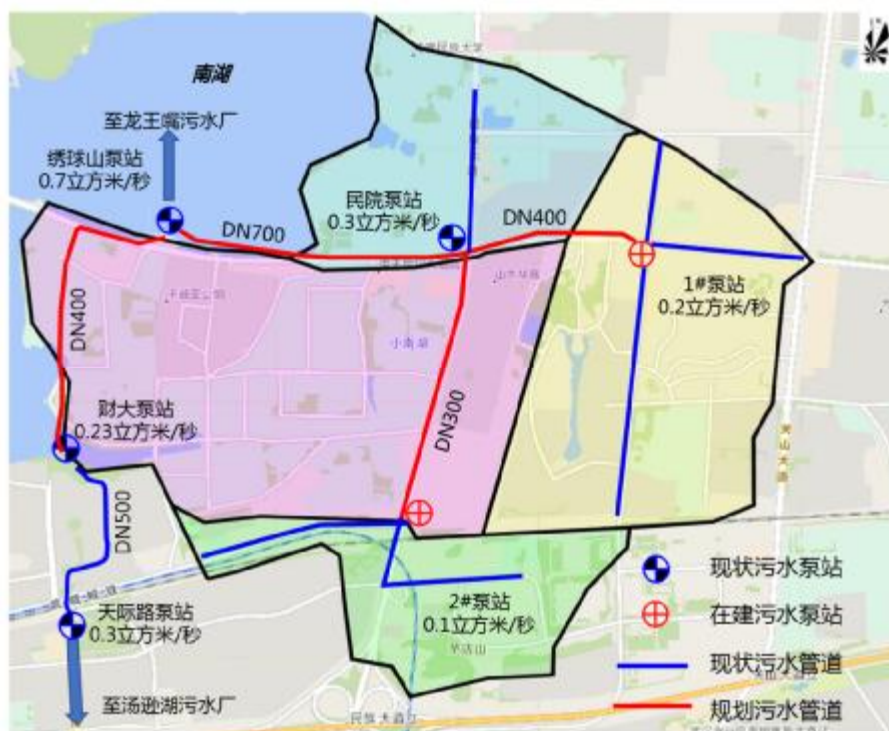 南湖
至龙王嘴污水厂
绣球山泵站
0.7立方米/秒
民院泵站
0.3立方米/秒
DN700
DN400
1#泵站
0.2立方米/秒
DN400
小南湖
DN300
财大泵站
0.23立方米/秒
DN500
天际路泵站
0.3立方米/秒
2#泵站
0.1立方米/秒
至汤逊湖污水厂
现状污水泵站
在建污水泵站
现状污水管道
规划污水管道